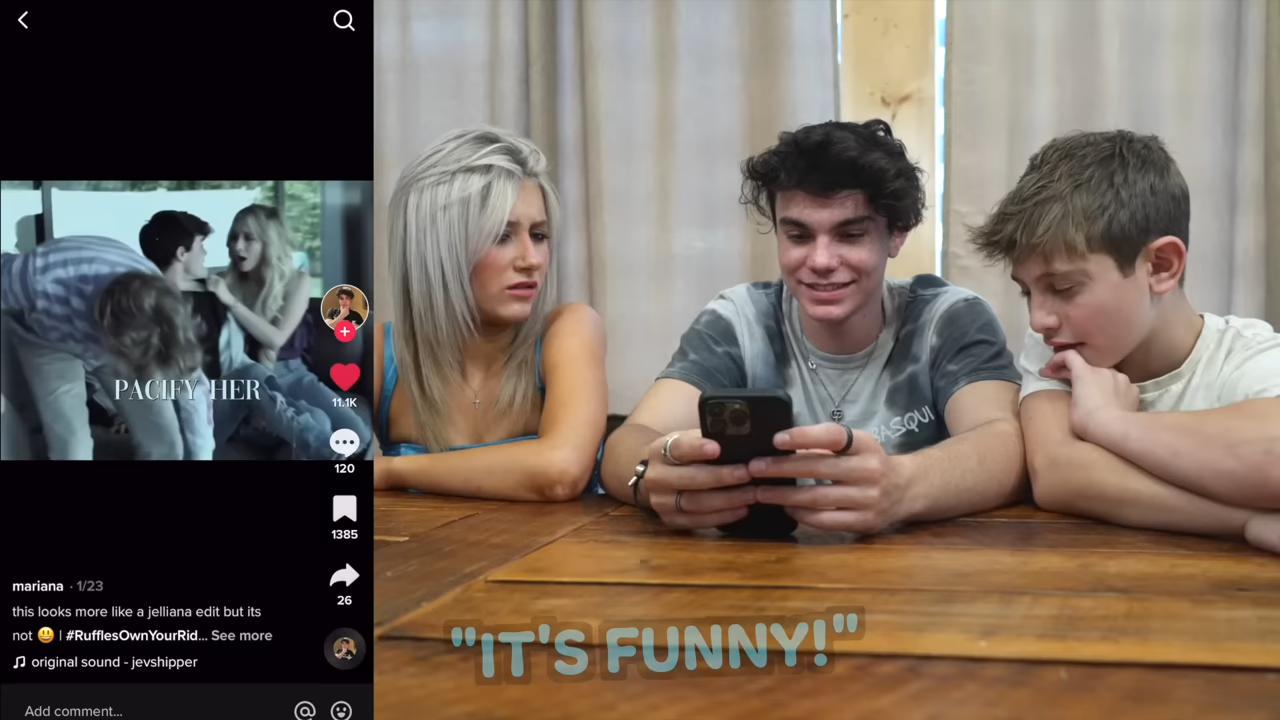 PACIFY HER
11.1K
120
1385
26
mariana · 1/23
this looks more like a jelliana edit but its
not 😃 | #RufflesOwnYourRid... See more
original sound - jevshipper
Add comment...
BASQUI
"IT'S FUNNY!"